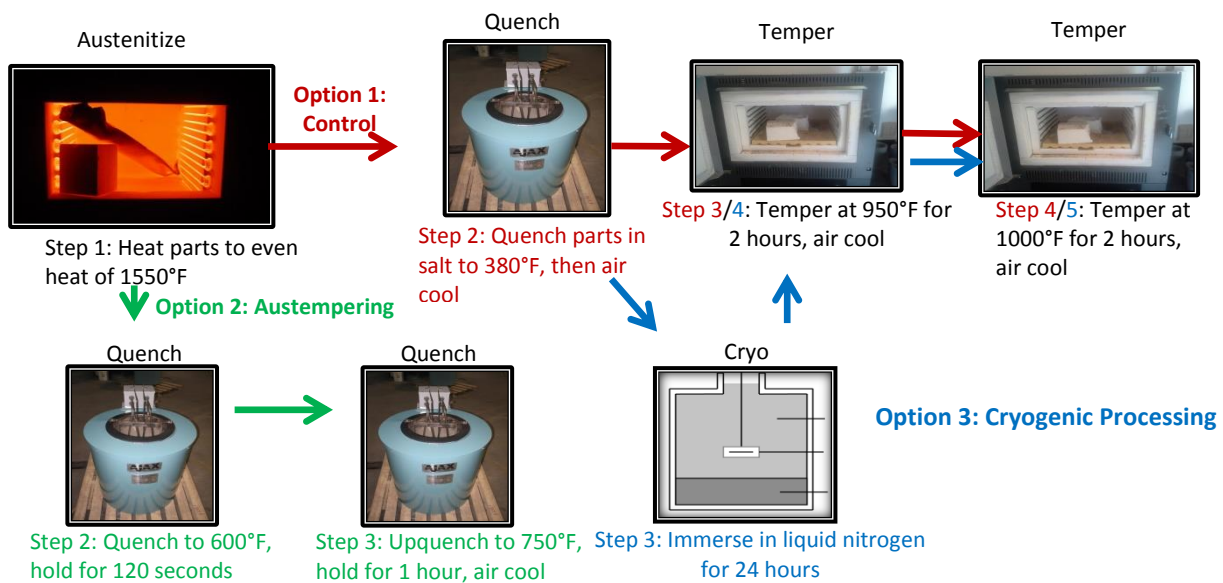 Austenitize
Quench
Temper
Temper
Option 1:
Control
AJAX
Step 1: Heat parts to even
heat of 1550°F
Step 2: Quench parts in
salt to 380°F, then air
cool
Step 3/4: Temper at 950°F for
2 hours, air cool
Step 4/5: Temper at
1000°F for 2 hours,
air cool
Option 2: Austempering
Quench
Quench
Cryo
AJAX
AJAX
Option 3: Cryogenic Processing
Step 2: Quench to 600°F,
hold for 120 seconds
Step 3: Upquench to 750°F,
hold for 1 hour, air cool
Step 3: Immerse in liquid nitrogen
for 24 hours